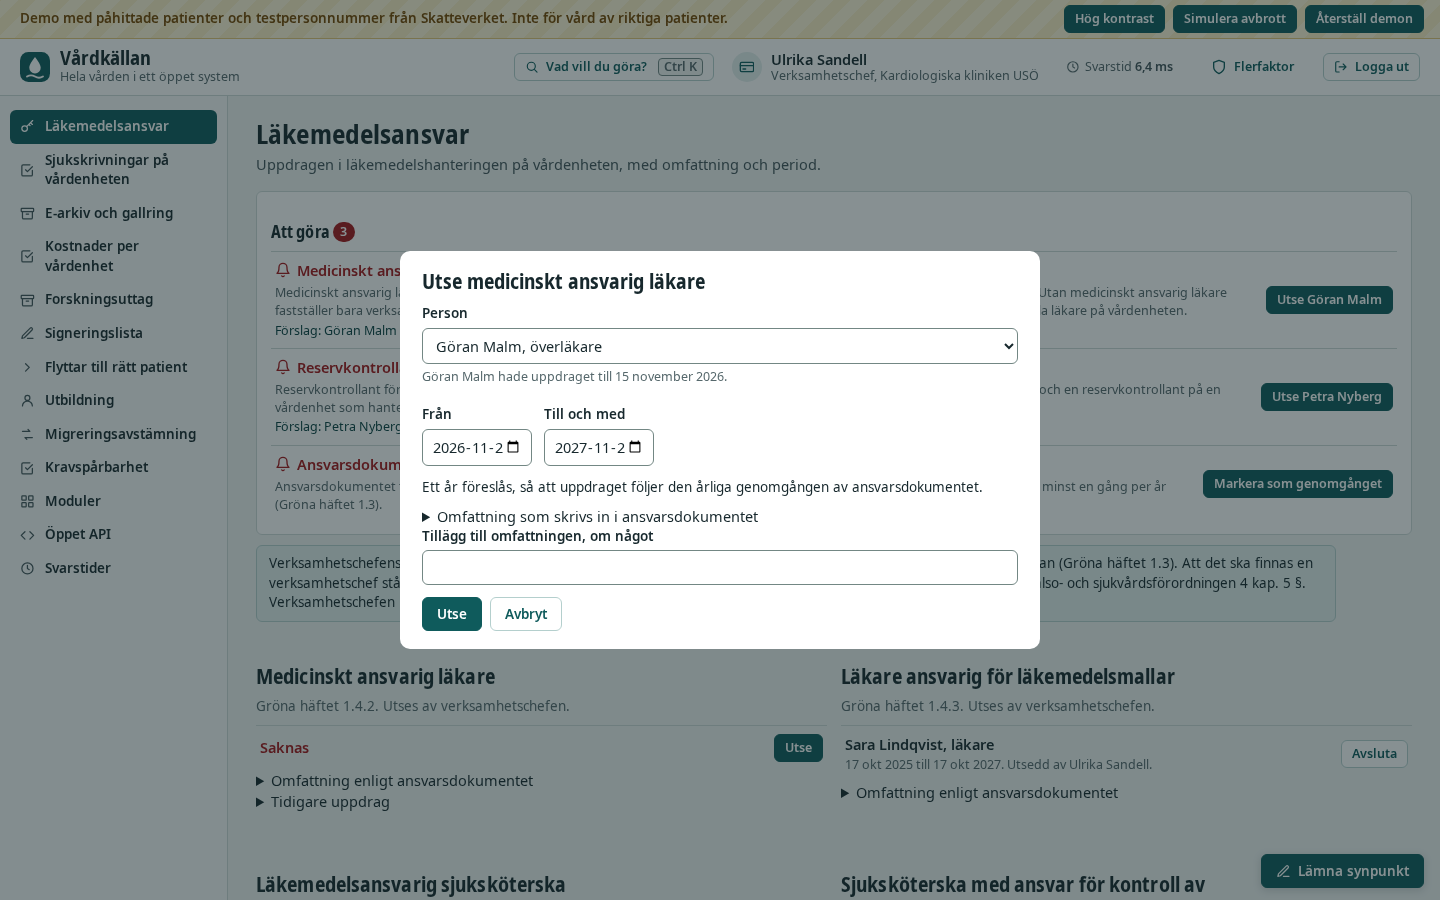 Demo med påhittade patienter och testpersonnummer från Skatteverket. Inte för vård av riktiga patienter.
Hög kontrast
Simulera avbrott
Återställ demon
Vårdkällan
Hela vården i ett öppet system
Vad vill du göra? Ctrl K
Ulrika Sandell
Verksamhetschef, Kardiologiska kliniken USÖ
Svarstid 6,4 ms
Flerfaktor
Logga ut
Läkemedelsansvar
Sjukskrivningar på
vårdenheten
E-arkiv och gallring
Kostnader per
vårdenhet
Forskningsuttag
Signeringslista
Flyttar till rätt patient
Utbildning
Migreringsavstämning
Kravspårbarhet
Moduler
Öppet API
Svarstider
Läkemedelsansvar
Uppdragen i läkemedelshanteringen på vårdenheten, med omfattning och period.
Att göra 3
Medicinskt ans
Medicinskt ansvarig l
Utan medicinskt ansvarig läkare
fastställer bara verks
a läkare på vårdenheten.
Förslag: Göran Malm
Utse Göran Malm
Reservkontroll
Reservkontrollant för
och en reservkontrollant på en
vårdenhet som hante
Förslag: Petra Nyberg
Utse Petra Nyberg
Ansvarsdokum
Ansvarsdokumentet
minst en gång per år
(Gröna häftet 1.3).
Markera som genomgånget
Verksamhetschefens
an (Gröna häftet 1.3). Att det ska finnas en
verksamhetschef stå
lso- och sjukvårdsförordningen 4 kap. 5 §.
Verksamhetschefen
Utse medicinskt ansvarig läkare
Person
Göran Malm, överläkare
Göran Malm hade uppdraget till 15 november 2026.
Från
Till och med
2026-11-2
2027-11-2
Ett år föreslås, så att uppdraget följer den årliga genomgången av ansvarsdokumentet.
Omfattning som skrivs in i ansvarsdokumentet
Tillägg till omfattningen, om något
Utse
Avbryt
Medicinskt ansvarig läkare
Gröna häftet 1.4.2. Utses av verksamhetschefen.
Saknas
Utse
Omfattning enligt ansvarsdokumentet
Tidigare uppdrag
Läkare ansvarig för läkemedelsmallar
Gröna häftet 1.4.3. Utses av verksamhetschefen.
Sara Lindqvist, läkare
17 okt 2025 till 17 okt 2027. Utsedd av Ulrika Sandell.
Avsluta
Omfattning enligt ansvarsdokumentet
Läkemedelsansvarig sjuksköterska
Sjuksköterska med ansvar för kontroll av
Lämna synpunkt